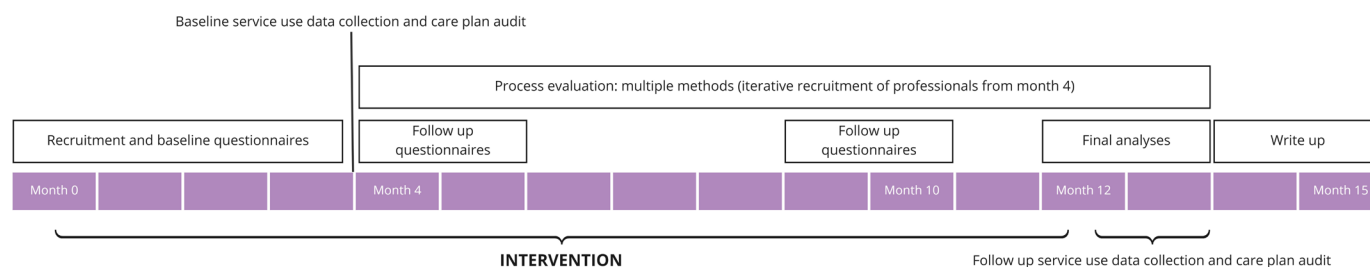 Baseline service use data collection and care plan audit
Process evaluation: multiple methods (iterative recruitment of professionals from month 4)
Recruitment and baseline questionnaires
Follow up
questionnaires
Follow up
questionnaires
Final analyses
Write up
Month 0
Month 4
Month 10
Month 12
Month 15
INTERVENTION
Follow up service use data collection and care plan audit